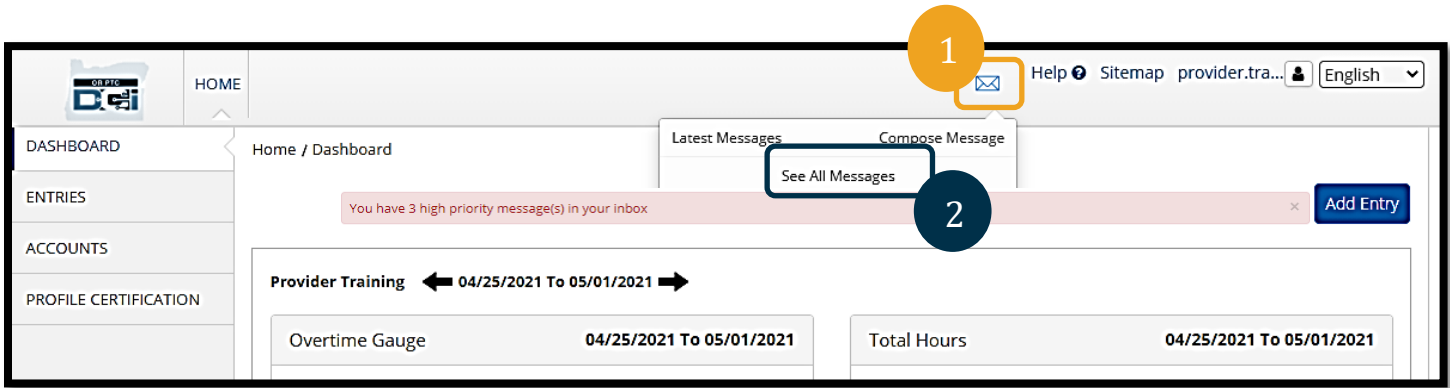 1
OR PTC
DCi
HOME
Help ? Sitemap provider.tra... English
DASHBOARD
Home / Dashboard
Latest Messages Compose Message
See All Messages
ENTRIES
You have 3 high priority message(s) in your inbox ×
2
Add Entry
ACCOUNTS
Provider Training 04/25/2021 To 05/01/2021
PROFILE CERTIFICATION
Overtime Gauge 04/25/2021 To 05/01/2021
Total Hours 04/25/2021 To 05/01/2021